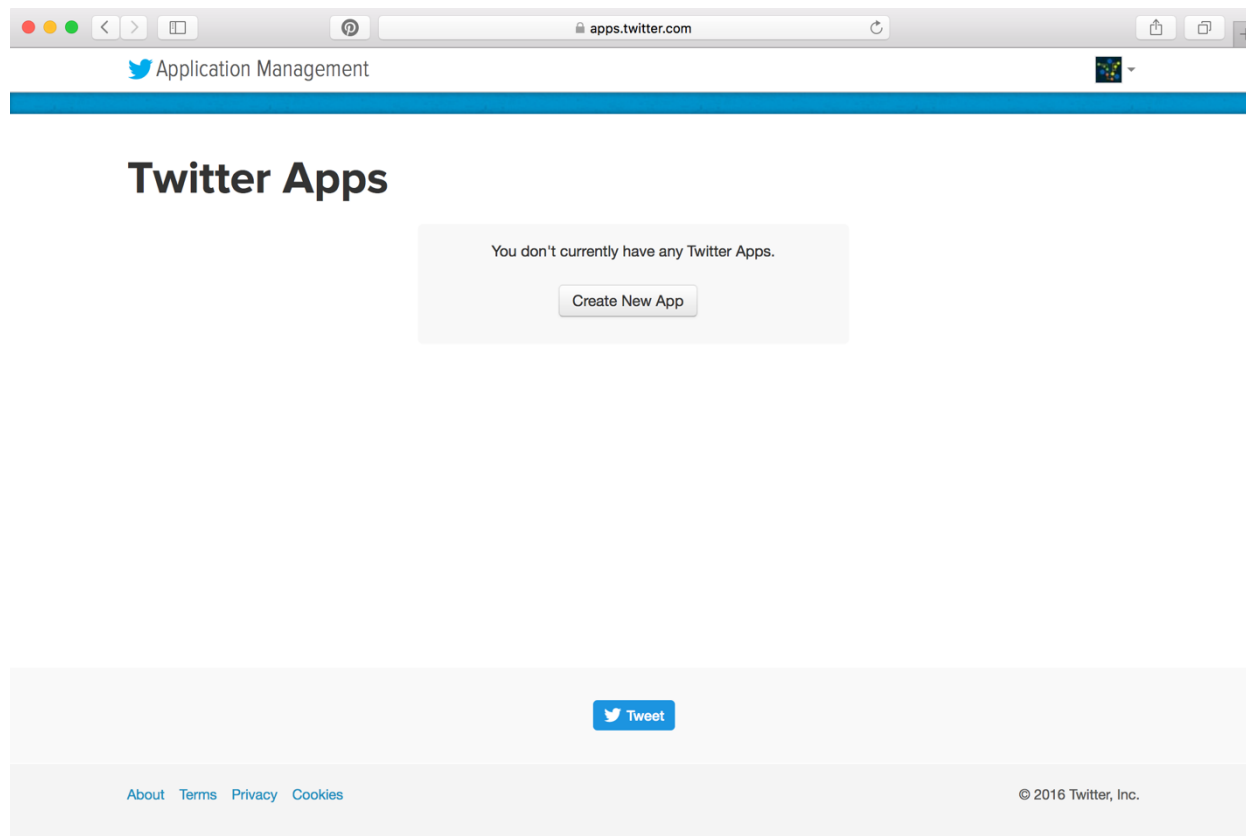 apps.twitter.com
Application Management
Twitter Apps
You don't currently have any Twitter Apps.
Create New App
Tweet
About Terms Privacy Cookies © 2016 Twitter, Inc.